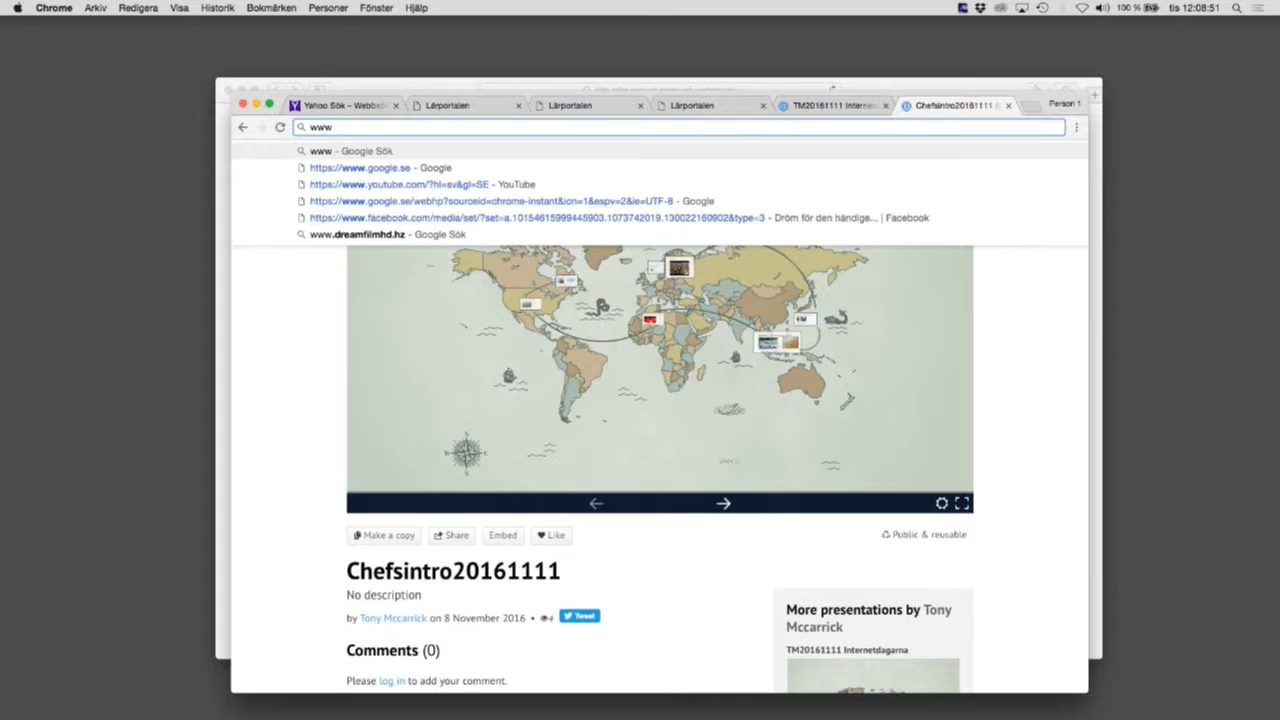 Chrome Arkiv Redigera Visa Historik Bokmärken Personer Fönster Hjälp 100 % tis 12:08:51
Yahoo Sök – Webbsö Lärportalen Lärportalen Lärportalen TM20161111 Interne Chefsintro20161111 Person 1
www
www - Google Sök
https://www.google.se - Google
https://www.youtube.com/?hl=sv&gl=SE - YouTube
https://www.google.se/webhp?sourceid=chrome-instant&ion=1&espv=2&ie=UTF-8 - Google
https://www.facebook.com/media/set/?set=a.10154615999445903.1073742019.130022160902&type=3 - Dröm för den händige... | Facebook
www.dreamfilmhd.hz - Google Sök
Make a copy Share Embed Like Public & reusable
Chefsintro20161111
No description
by Tony Mccarrick on 8 November 2016 • 4 Tweet
Comments (0)
Please log in to add your comment.
More presentations by Tony
Mccarrick
TM20161111 Internetdagarna